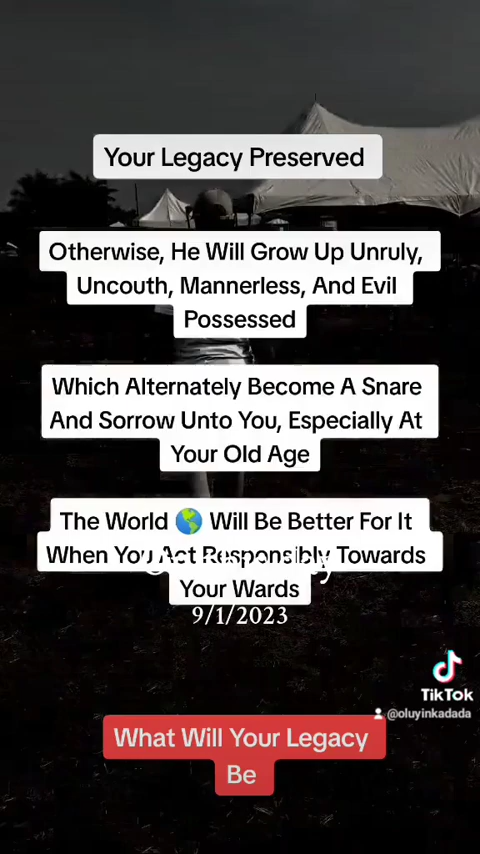 Your Legacy Preserved
Otherwise, He Will Grow Up Unruly,
Uncouth, Mannerless, And Evil
Possessed
Which Alternately Become A Snare
And Sorrow Unto You, Especially At
Your Old Age
The World 🌎 Will Be Better For It
When You Act Responsibly Towards
Your Wards
9/1/2023
TikTok
@oluyinkadada
What Will Your Legacy
Be